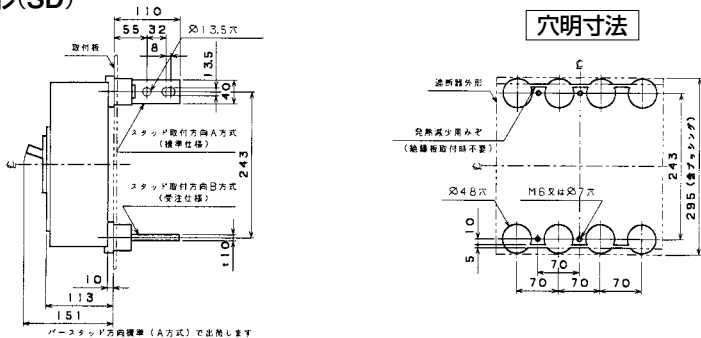 (SD)
110
55 32
Ø13.5穴
8
取付板
13.5
40
スタッド取付方向A方式
(標準仕様)
243
スタッド取付方向B方式
(受注仕様)
t10
10
113
151
バースタッド方向標準(A方式)で出荷します
穴明寸法
遮断器外形
発熱減少用みぞ
(絶縁板取付時不要)
243
295(含ブッシング)
Ø48穴
M6又はØ7穴
10
5
70
70
70
70